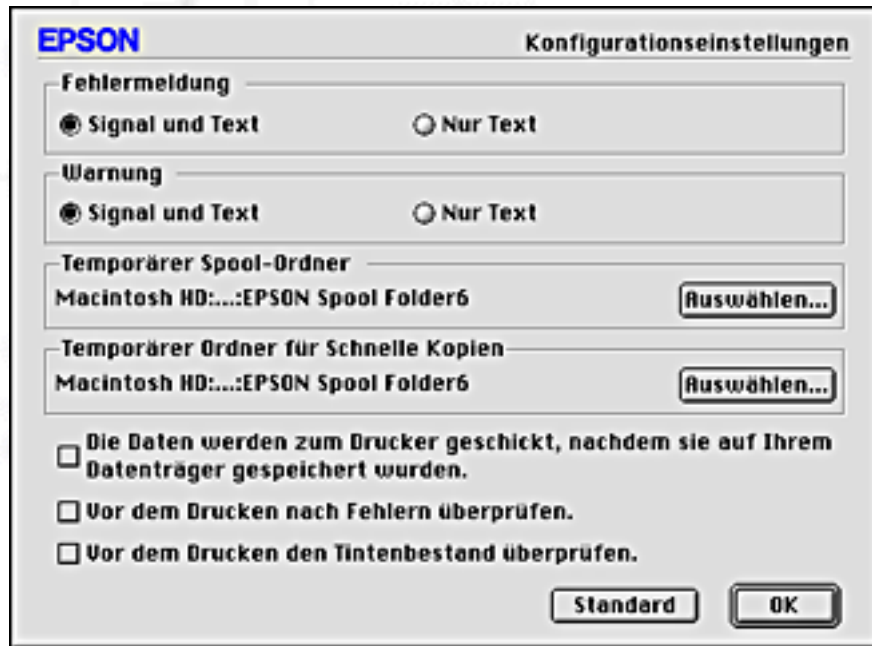 EPSON
Konfigurationseinstellungen
Fehlermeldung
Signal und Text
Nur Text
Warnung
Signal und Text
Nur Text
Temporärer Spool-Ordner
Macintosh HD:...:EPSON Spool Folder6
Auswählen...
Temporärer Ordner für Schnelle Kopien
Macintosh HD:...:EPSON Spool Folder6
Auswählen...
Die Daten werden zum Drucker geschickt, nachdem sie auf Ihrem
Datenträger gespeichert wurden.
Vor dem Drucken nach Fehlern überprüfen.
Vor dem Drucken den Tintenbestand überprüfen.
Standard
OK